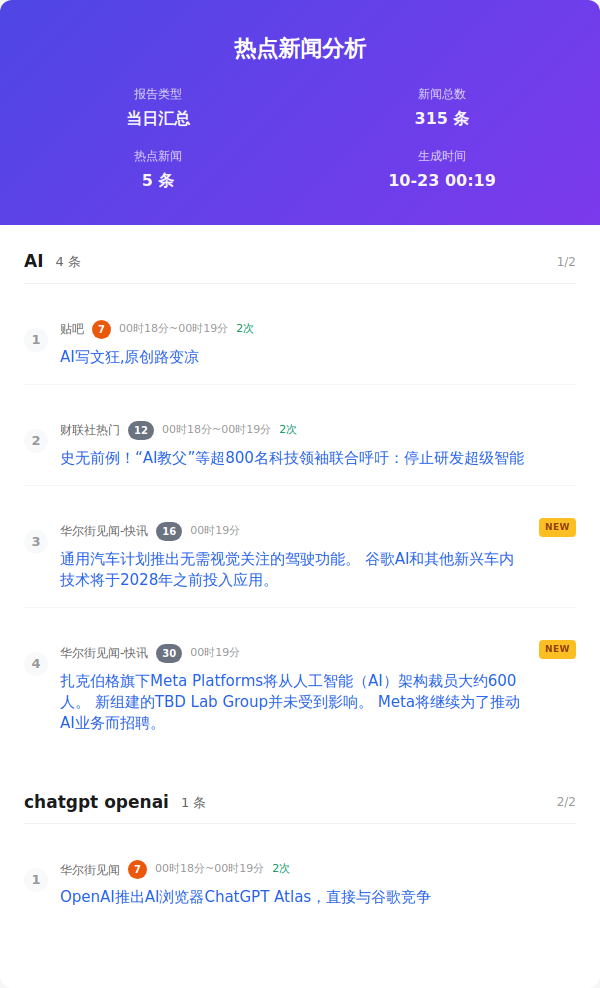 热点新闻分析
报告类型
新闻总数
当日汇总
315 条
热点新闻
生成时间
5 条
10-23 00:19
AI 4 条 1/2
1
贴吧 7 00时18分~00时19分 2次
AI写文狂,原创路变凉
2
财联社热门 12 00时18分~00时19分 2次
史无前例！“AI教父”等超800名科技领袖联合呼吁：停止研发超级智能
3
华尔街见闻-快讯 16 00时19分 NEW
通用汽车计划推出无需视觉关注的驾驶功能。 谷歌AI和其他新兴车内
技术将于2028年之前投入应用。
4
华尔街见闻-快讯 30 00时19分 NEW
扎克伯格旗下Meta Platforms将从人工智能（AI）架构裁员大约600
人。 新组建的TBD Lab Group并未受到影响。 Meta将继续为了推动
AI业务而招聘。
chatgpt openai 1 条 2/2
1
华尔街见闻 7 00时18分~00时19分 2次
OpenAI推出AI浏览器ChatGPT Atlas，直接与谷歌竞争